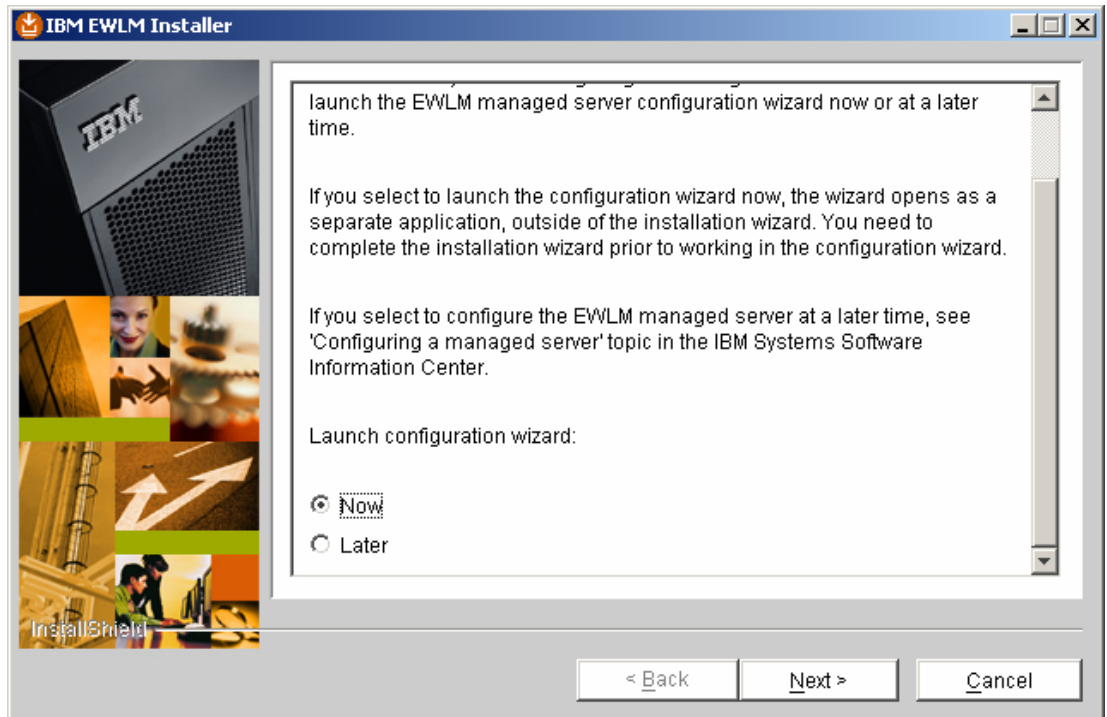 IBM EWLM Installer
IBM
launch the EWLM managed server configuration wizard now or at a later
time.
If you select to launch the configuration wizard now, the wizard opens as a
separate application, outside of the installation wizard. You need to
complete the installation wizard prior to working in the configuration wizard.
If you select to configure the EWLM managed server at a later time, see
'Configuring a managed server' topic in the IBM Systems Software
Information Center.
Launch configuration wizard:
Now
Later
InstallShield
< Back Next > Cancel